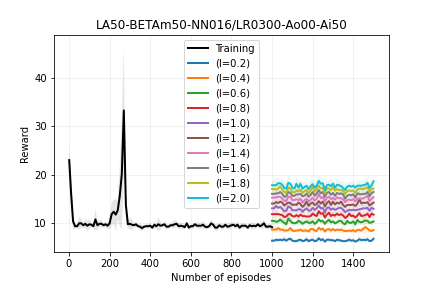 LA50-BETAm50-NN016/LR0300-Ao00-Ai50
Reward
40
30
20
10
Training
(l=0.2)
(l=0.4)
(l=0.6)
(l=0.8)
(l=1.0)
(l=1.2)
(l=1.4)
(l=1.6)
(l=1.8)
(l=2.0)
0 200 400 600 800 1000 1200 1400
Number of episodes